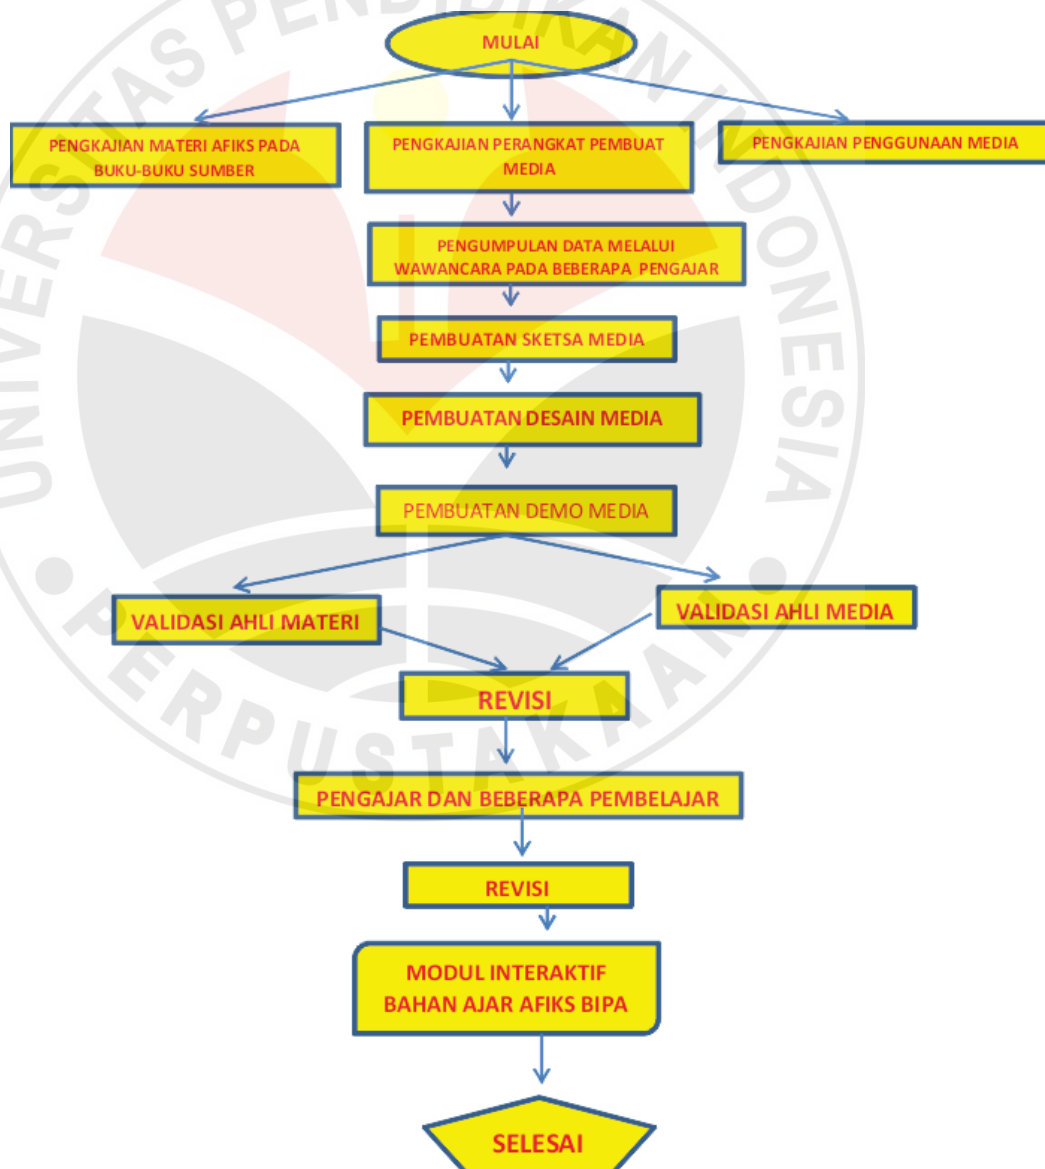 UNIVERSITAS PENDIDIKAN INDONESIA
PERPUSTAKAAN
MULAI
PENGKAJIAN MATERI AFIKS PADA
BUKU-BUKU SUMBER
PENGKAJIAN PERANGKAT PEMBUAT
MEDIA
PENGKAJIAN PENGGUNAAN MEDIA
PENGUMPULAN DATA MELALUI
WAWANCARA PADA BEBERAPA PENGAJAR
PEMBUATAN SKETSA MEDIA
PEMBUATAN DESAIN MEDIA
PEMBUATAN DEMO MEDIA
VALIDASI AHLI MATERI
VALIDASI AHLI MEDIA
REVISI
PENGAJAR DAN BEBERAPA PEMBELAJAR
REVISI
MODUL INTERAKTIF
BAHAN AJAR AFIKS BIPA
SELESAI